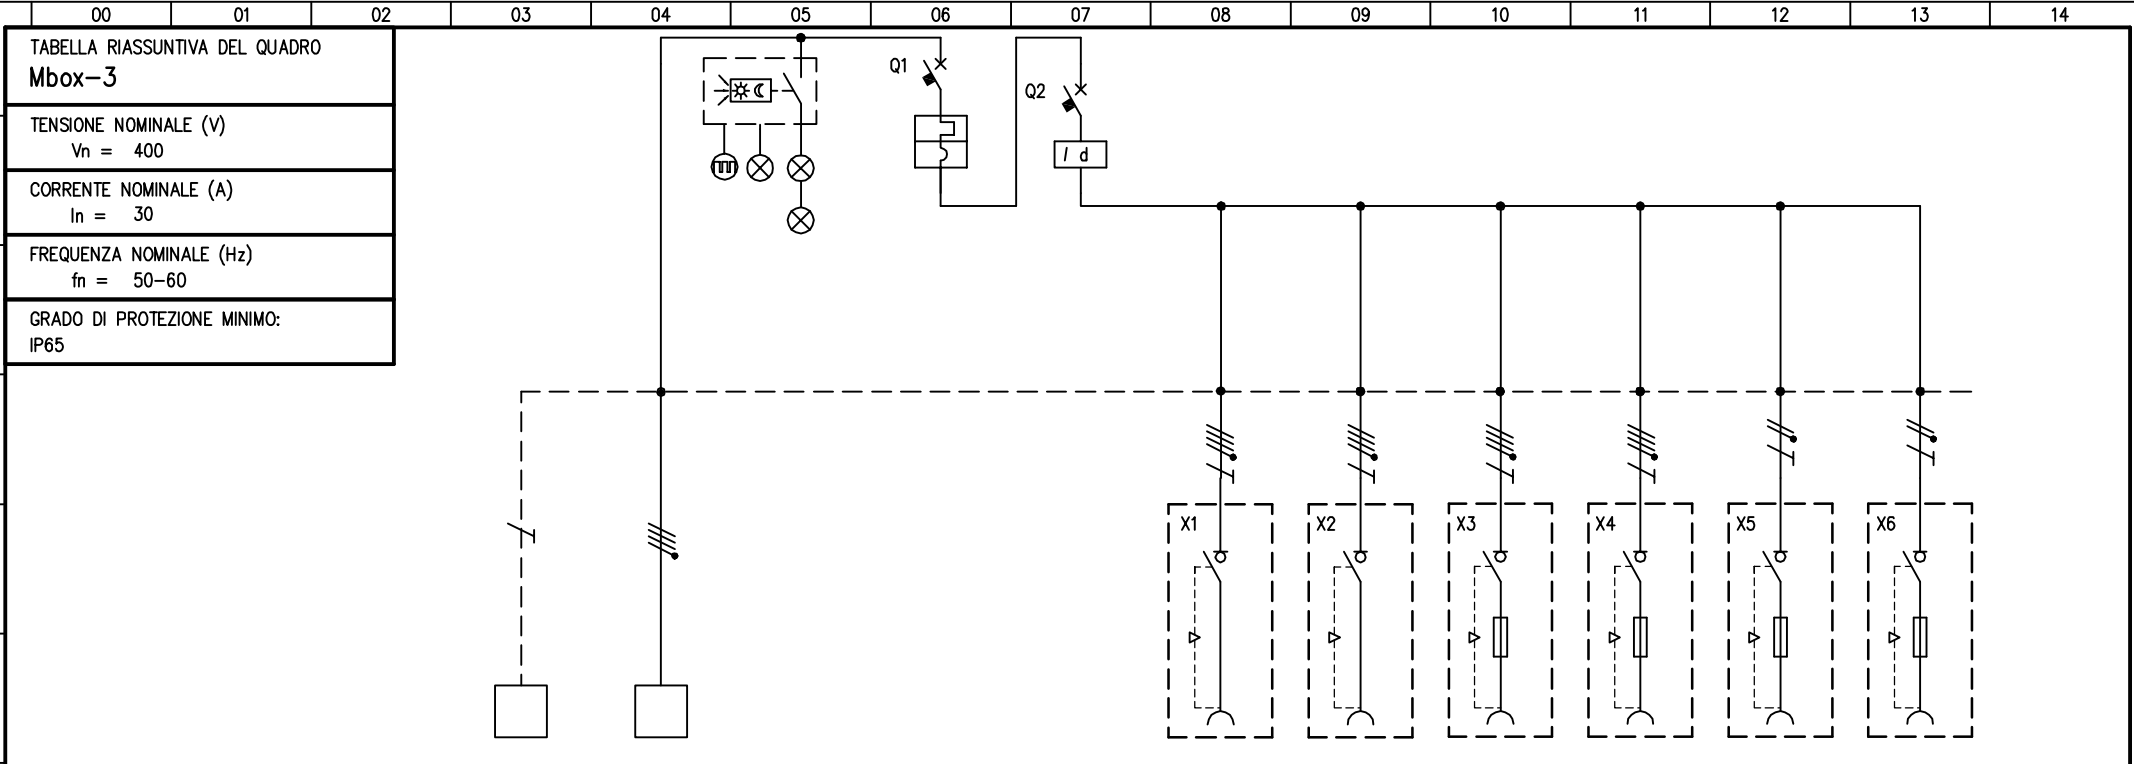 00 01 02 03 04 05 06 07 08 09 10 11 12 13 14
TABELLA RIASSUNTIVA DEL QUADRO
Mbox-3
TENSIONE NOMINALE (V)
Vn = 400
CORRENTE NOMINALE (A)
In = 30
FREQUENZA NOMINALE (Hz)
fn = 50-60
GRADO DI PROTEZIONE MINIMO:
IP65
Q1
Q2
I d
X1 X2 X3 X4 X5 X6